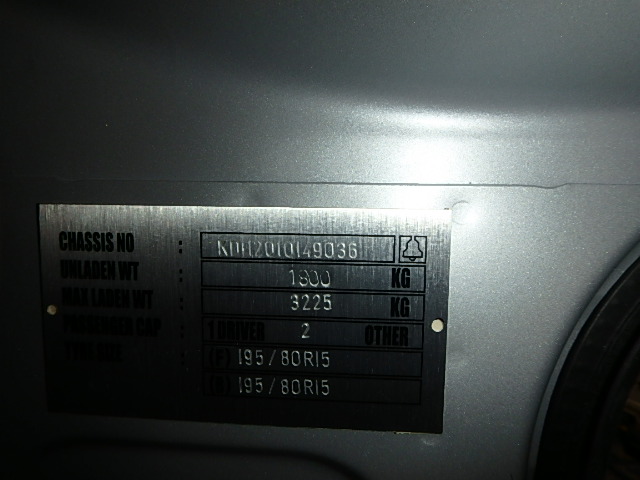 CHASSIS NO : KDH2010149036
UNLADEN WT : 1800 KG
MAX LADEN WT : 3225 KG
PASSENGER CAP : 1 DRIVER 2 OTHER
TYRE SIZE : (F) 195/80R15
(R) 195/80R15